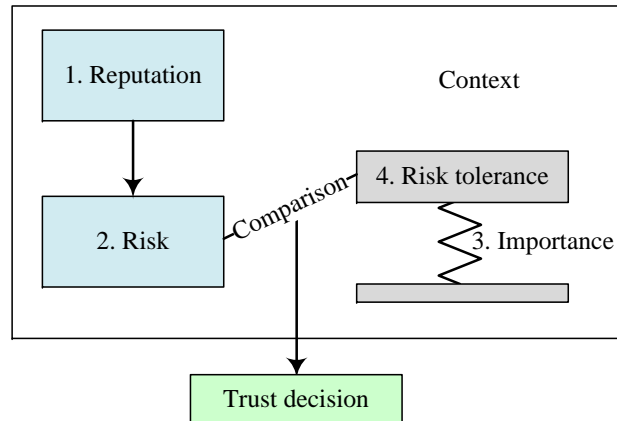 1. Reputation
Context
4. Risk tolerance
Comparison
2. Risk
3. Importance
Trust decision